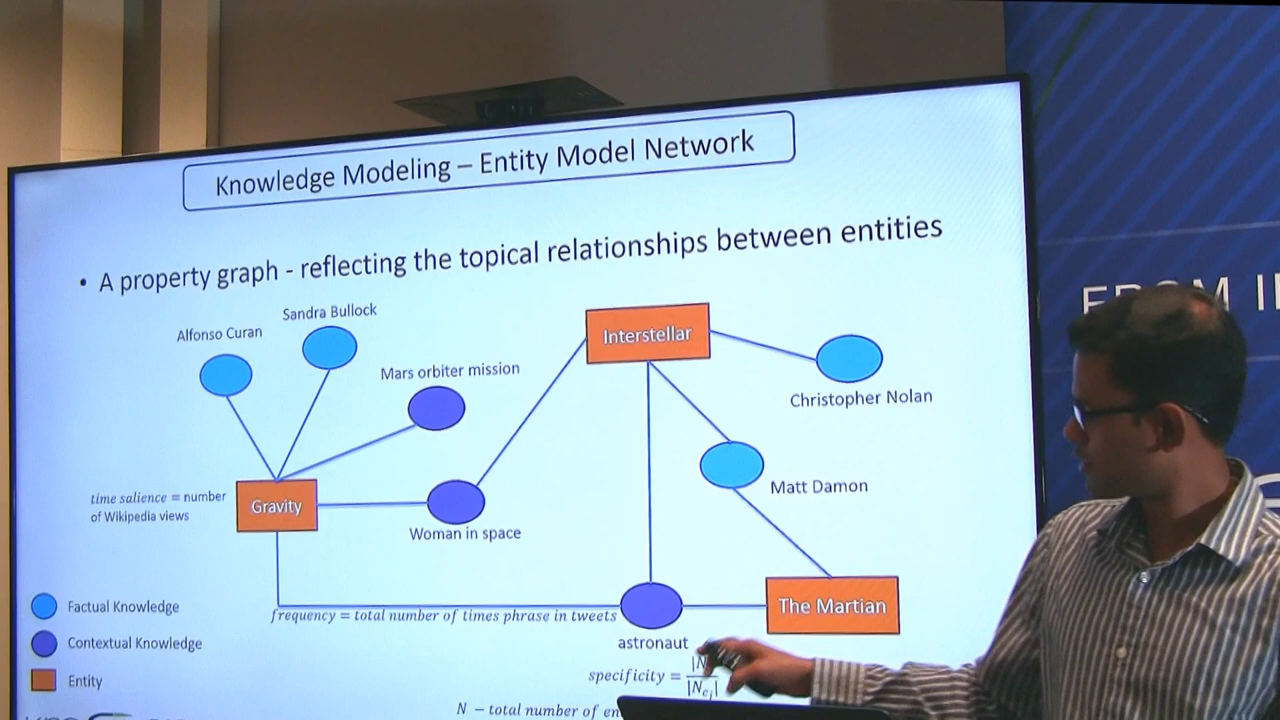 Knowledge Modeling – Entity Model Network
• A property graph - reflecting the topical relationships between entities
Sandra Bullock
Alfonso Curan
Interstellar
Mars orbiter mission
Christopher Nolan
Matt Damon
time salience = number
of Wikipedia views
Gravity
Woman in space
Factual Knowledge
frequency = total number of times phrase in tweets
The Martian
Contextual Knowledge
astronaut
specificity = |N| / |N_{c_j}|
Entity
N – total number of